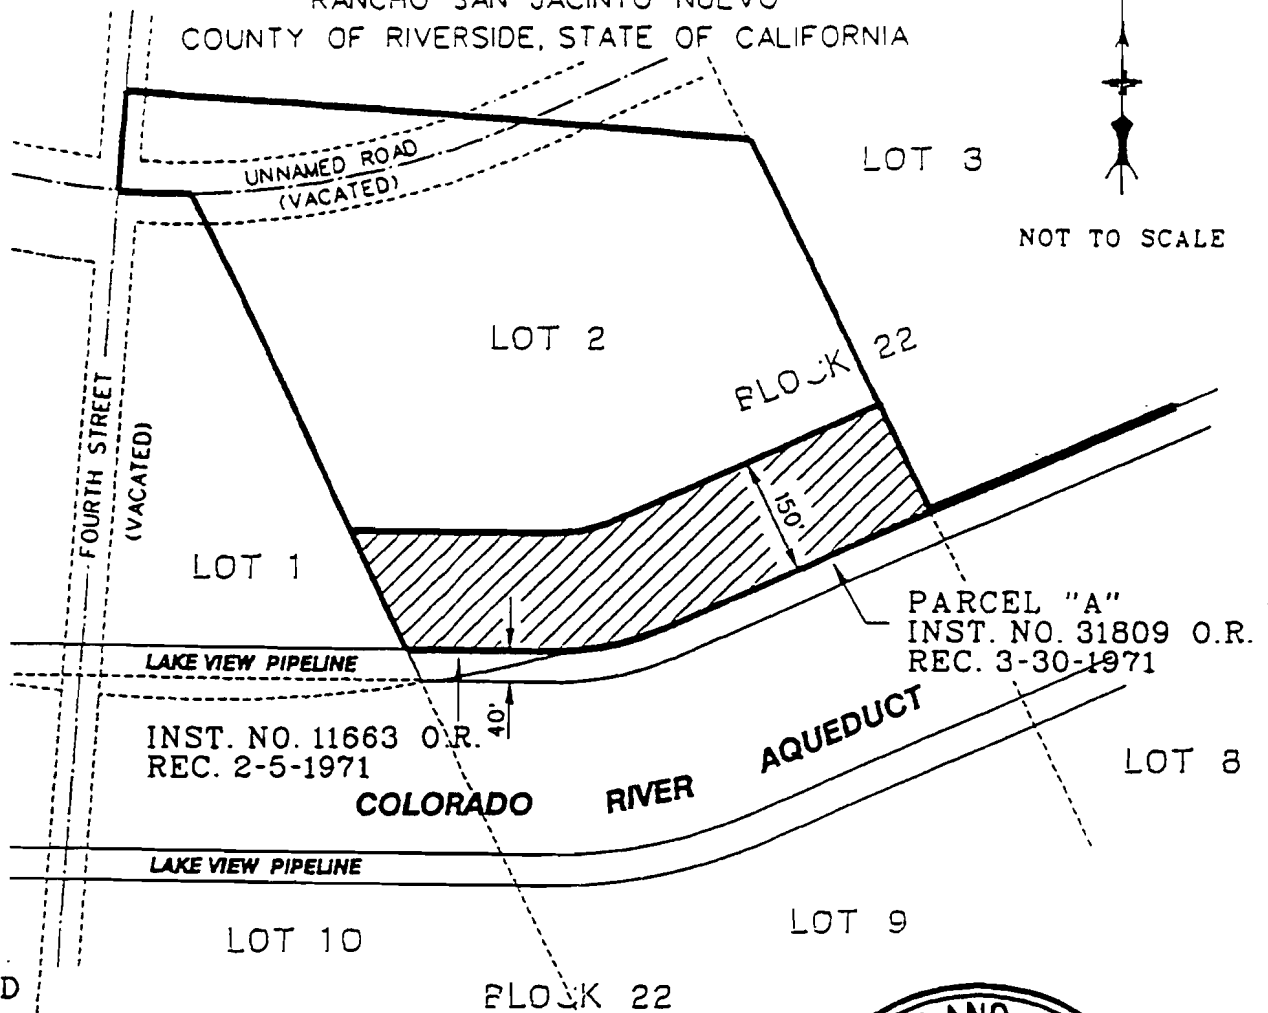 RANCHO SAN JACINTO NUEVO
COUNTY OF RIVERSIDE, STATE OF CALIFORNIA
LOT 3
UNNAMED ROAD
(VACATED)
NOT TO SCALE
LOT 2
BLOCK 22
FOURTH STREET
(VACATED)
150'
LOT 1
PARCEL "A"
INST. NO. 31809 O.R.
REC. 3-30-1971
LAKE VIEW PIPELINE
40'
INST. NO. 11663 O.R.
REC. 2-5-1971
COLORADO RIVER AQUEDUCT
LOT 8
LAKE VIEW PIPELINE
LOT 9
LOT 10
D
BLOCK 22